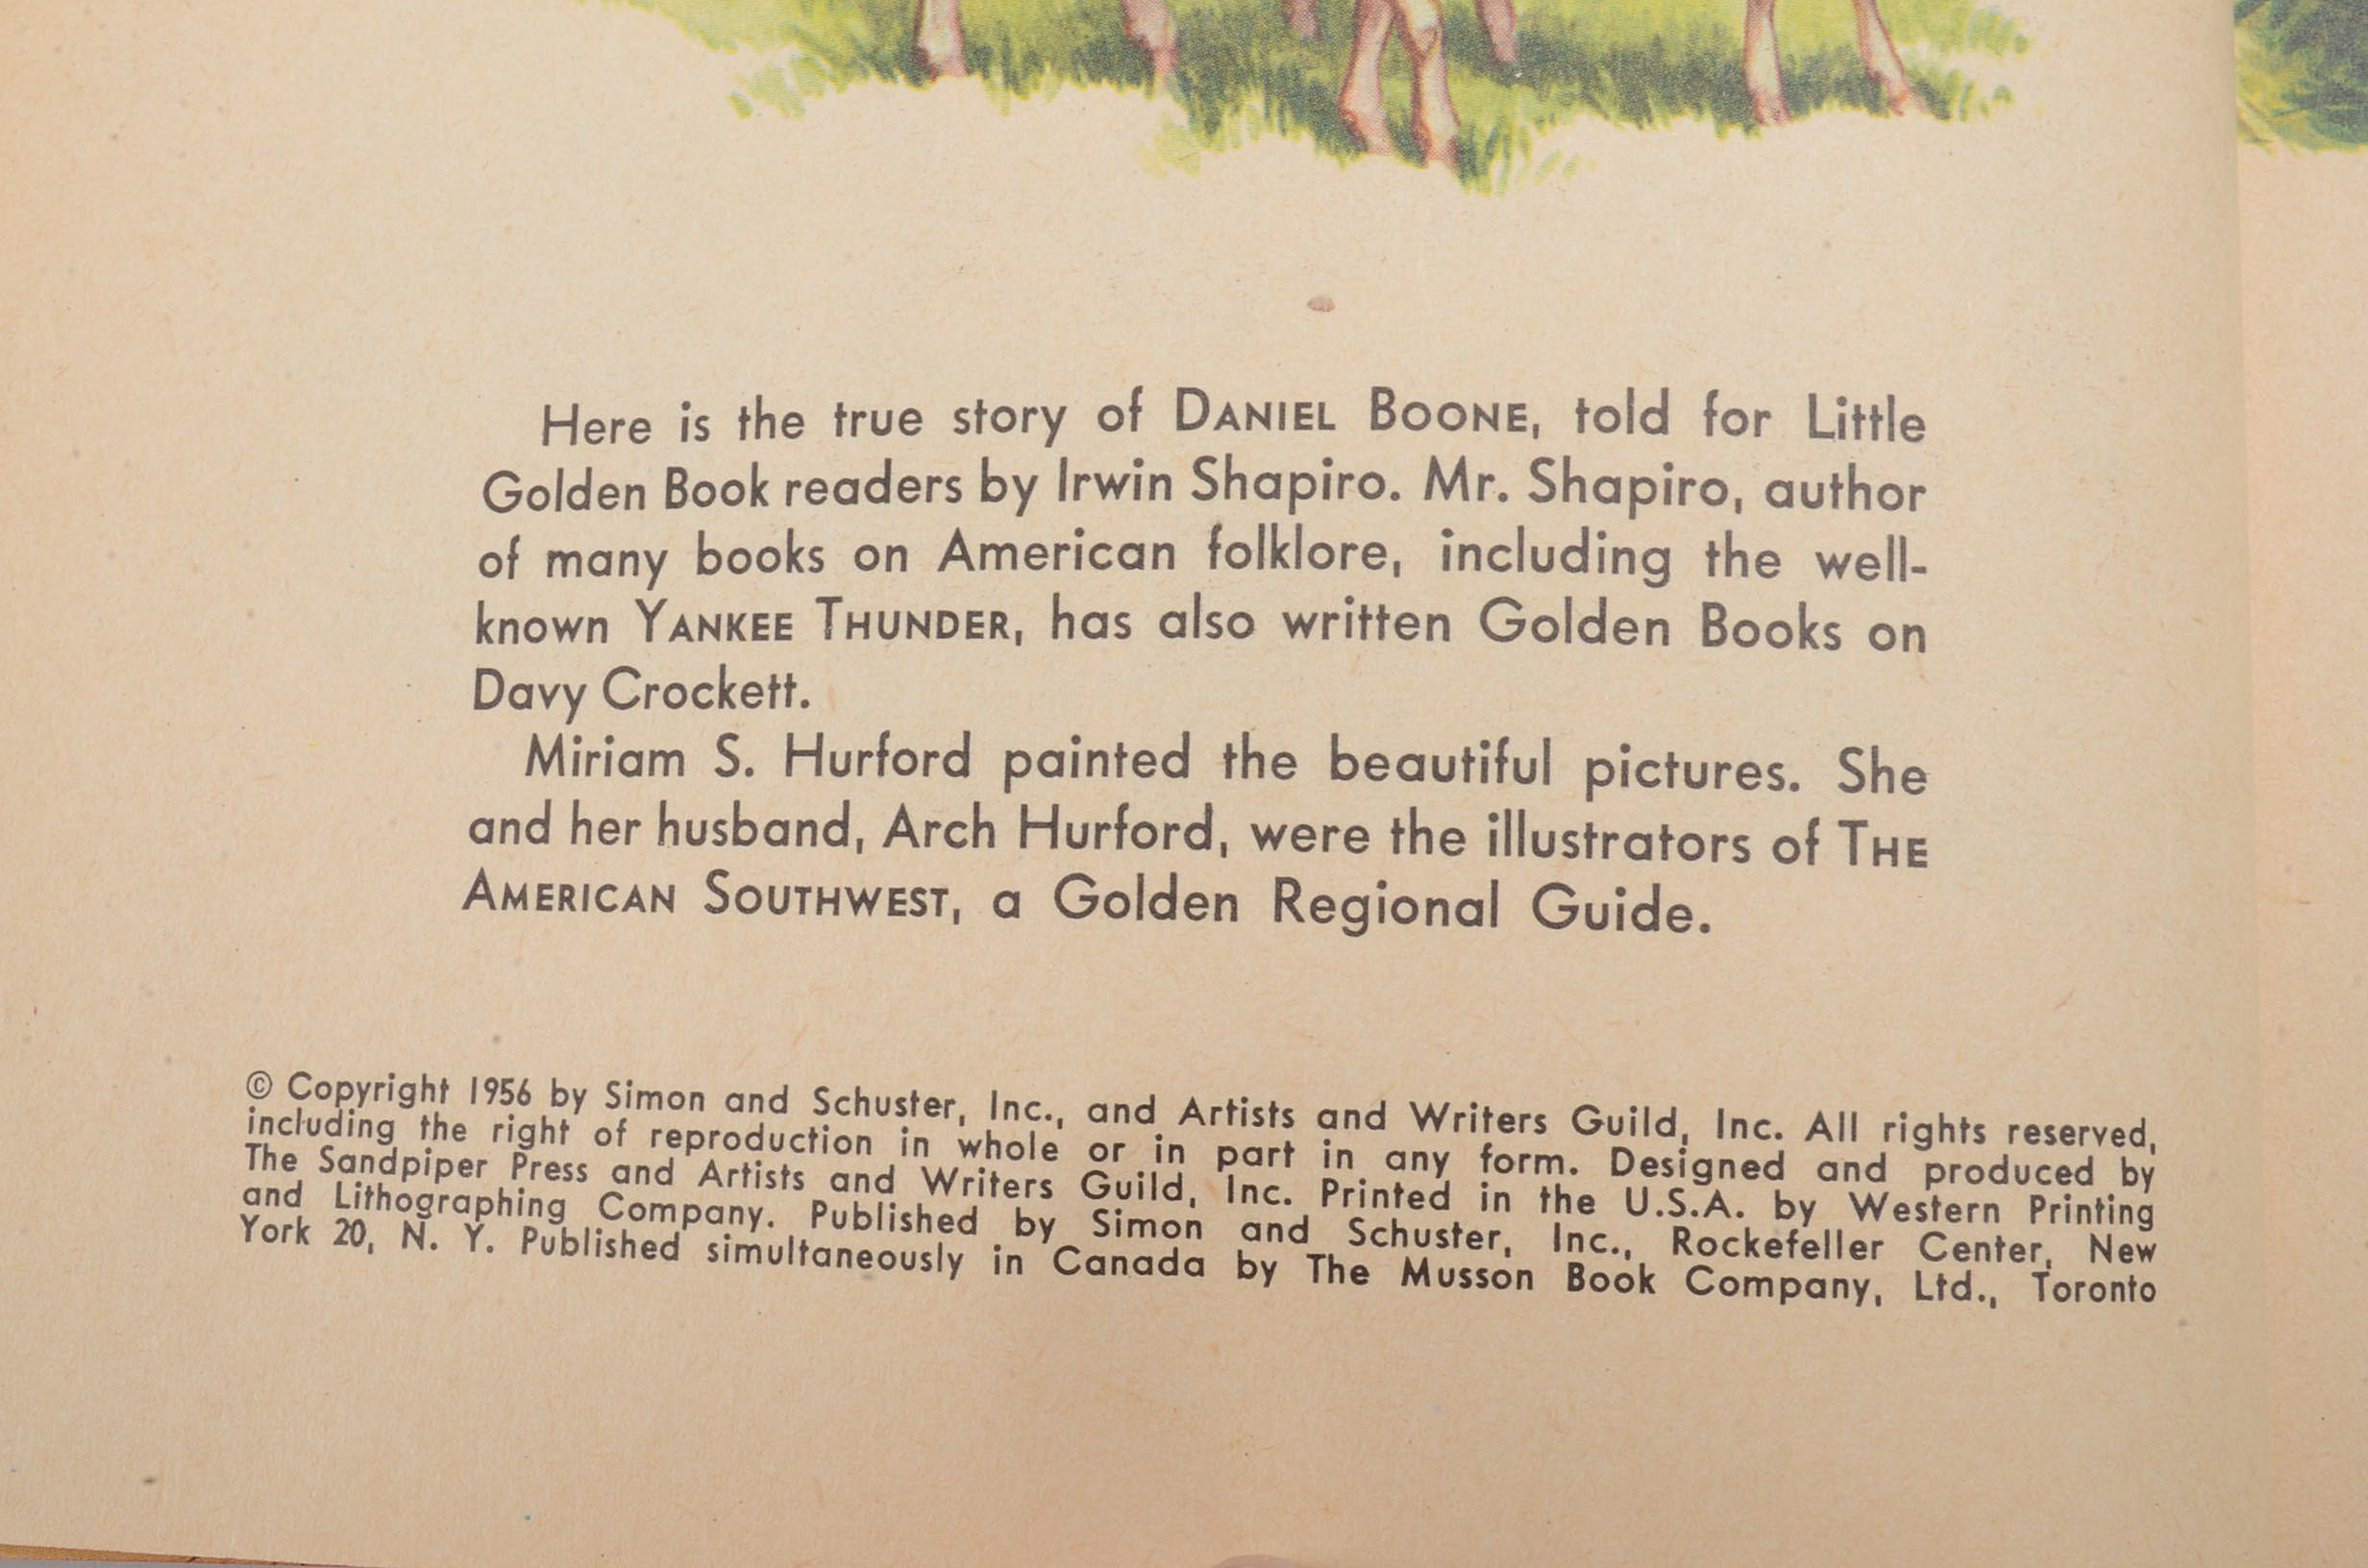 Here is the true story of DANIEL BOONE, told for Little
Golden Book readers by Irwin Shapiro. Mr. Shapiro, author
of many books on American folklore, including the well-
known YANKEE THUNDER, has also written Golden Books on
Davy Crockett.
Miriam S. Hurford painted the beautiful pictures. She
and her husband, Arch Hurford, were the illustrators of THE
AMERICAN SOUTHWEST, a Golden Regional Guide.
© Copyright 1956 by Simon and Schuster, Inc., and Artists and Writers Guild, Inc. All rights reserved,
including the right of reproduction in whole or in part in any form. Designed and produced by
The Sandpiper Press and Artists and Writers Guild, Inc. Printed in the U.S.A. by Western Printing
and Lithographing Company. Published by Simon and Schuster, Inc., Rockefeller Center, New
York 20, N. Y. Published simultaneously in Canada by The Musson Book Company, Ltd., Toronto